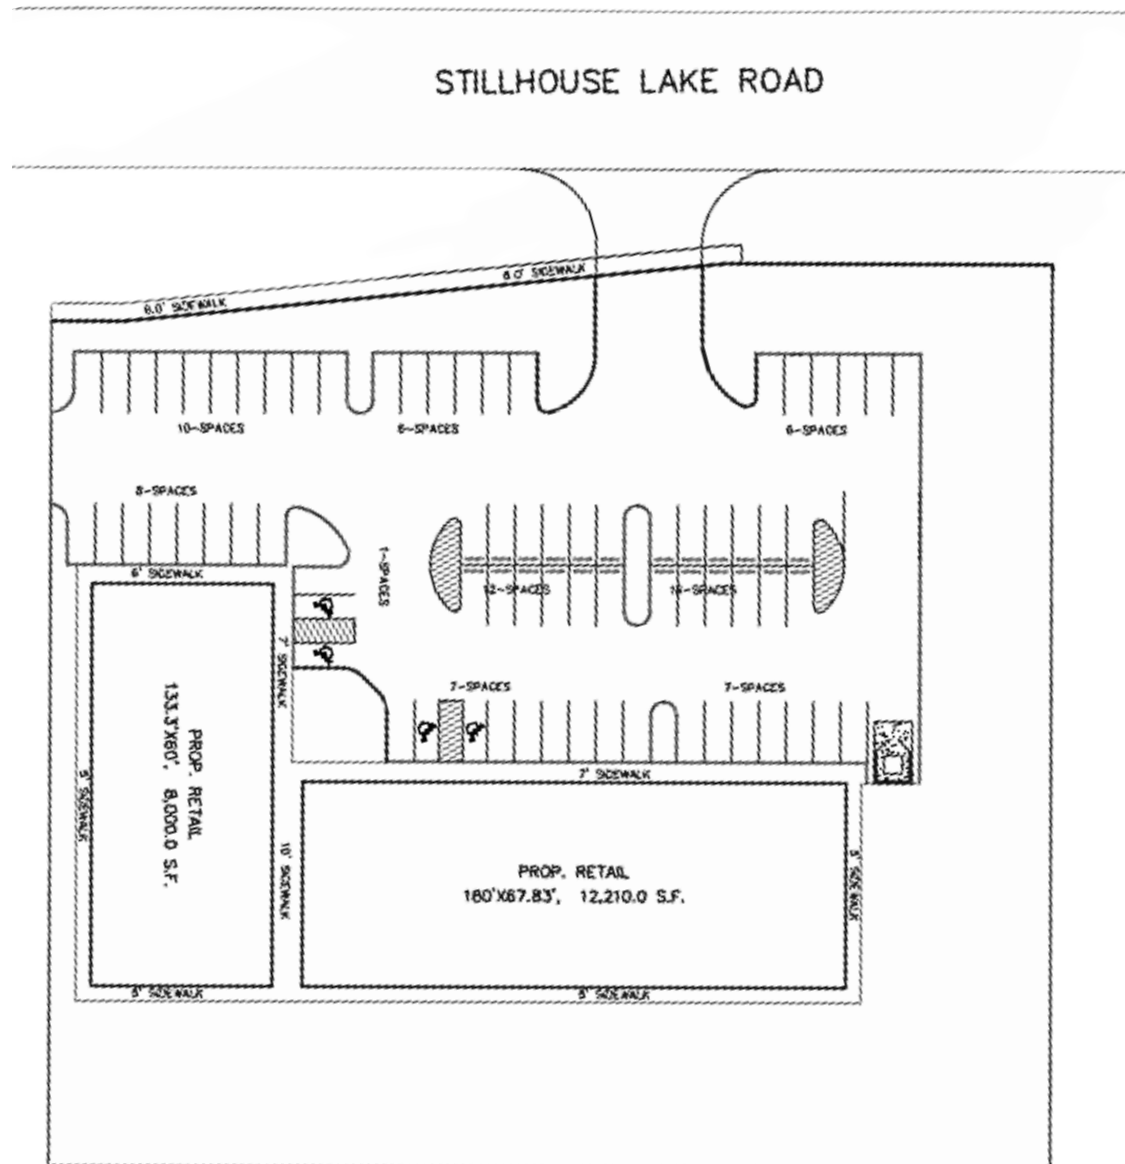 STILLHOUSE LAKE ROAD
6.0' SIDEWALK
6.0' SIDEWALK
10-SPACES
6-SPACES
6-SPACES
8-SPACES
6' SIDEWALK
1-SPACES
12-SPACES
-SPACES
7' SIDEWALK
7-SPACES
7-SPACES
7' SIDEWALK
PROP. RETAIL
133.3'X60', 8,000.0 S.F.
5' SIDEWALK
10' SIDEWALK
PROP. RETAIL
180'X67.83', 12,210.0 S.F.
5' SIDEWALK
5' SIDEWALK
5' SIDEWALK